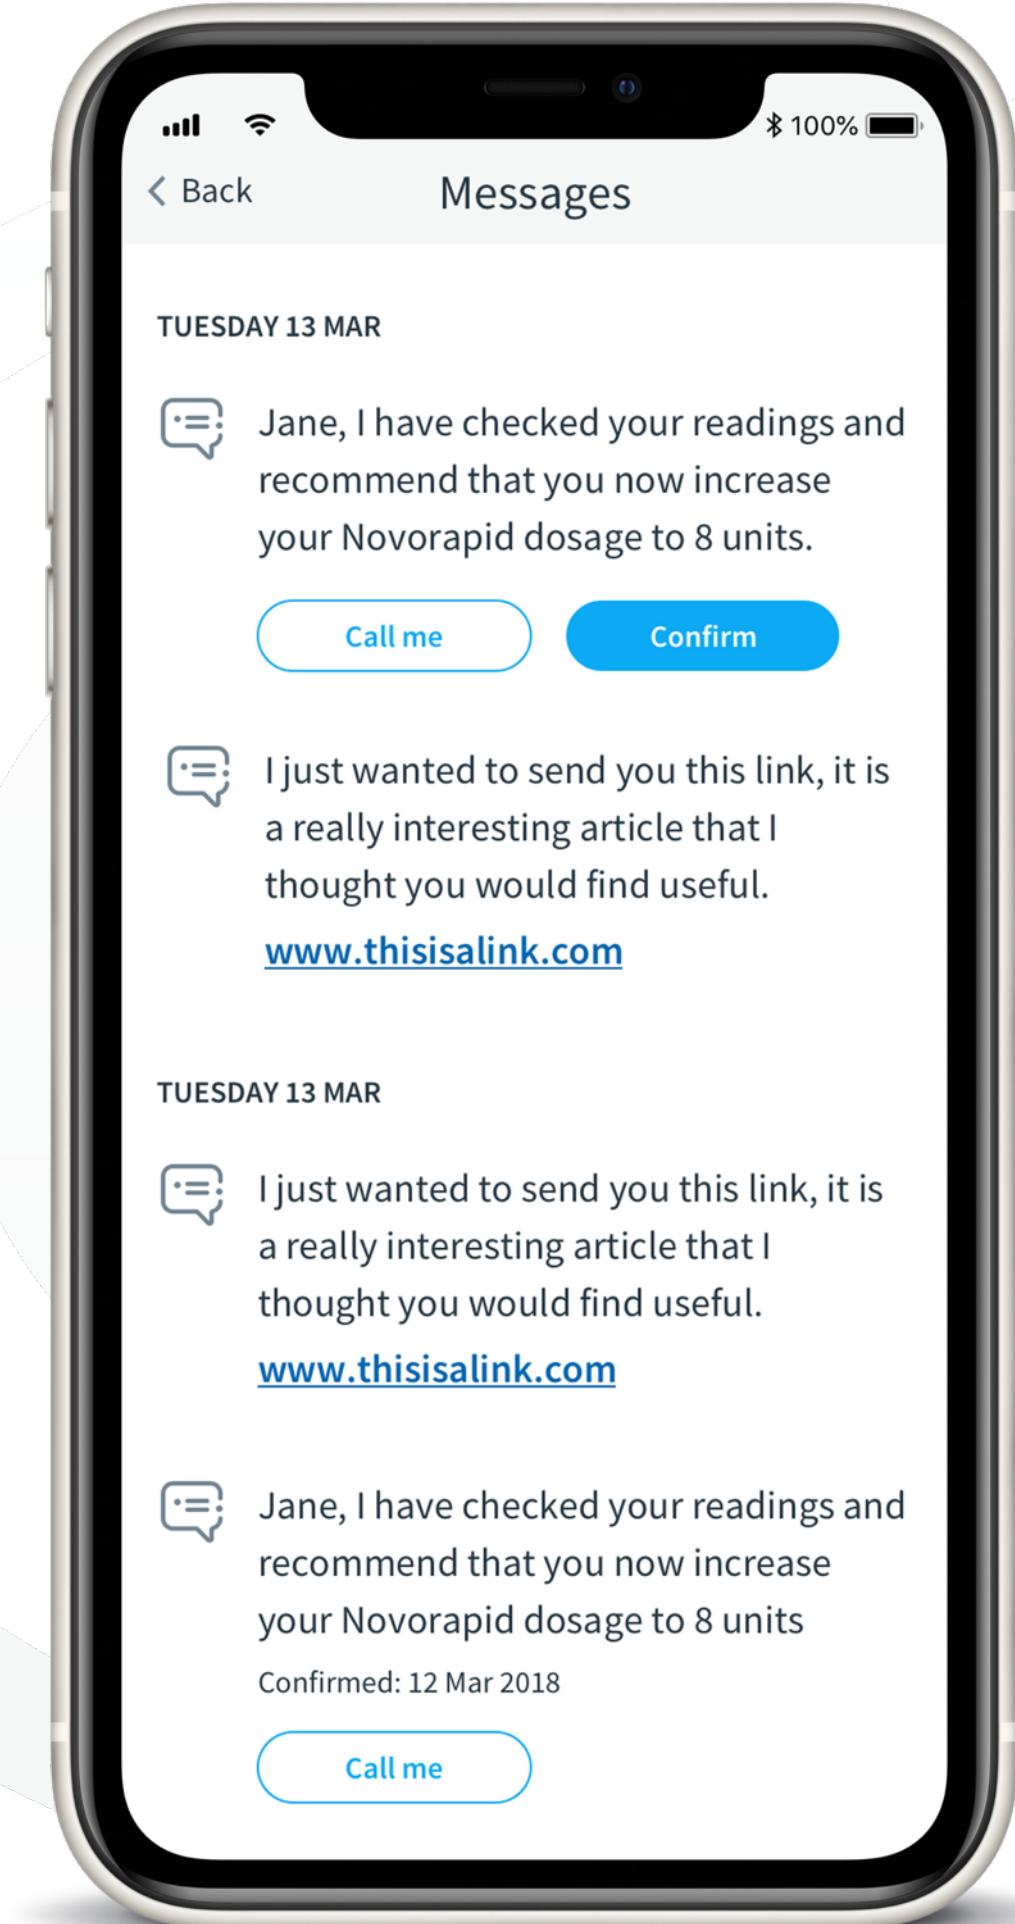 100%
Back
Messages
TUESDAY 13 MAR
Jane, I have checked your readings and
recommend that you now increase
your Novorapid dosage to 8 units.
Call me
Confirm
I just wanted to send you this link, it is
a really interesting article that I
thought you would find useful.
www.thisisalink.com
TUESDAY 13 MAR
I just wanted to send you this link, it is
a really interesting article that I
thought you would find useful.
www.thisisalink.com
Jane, I have checked your readings and
recommend that you now increase
your Novorapid dosage to 8 units
Confirmed: 12 Mar 2018
Call me